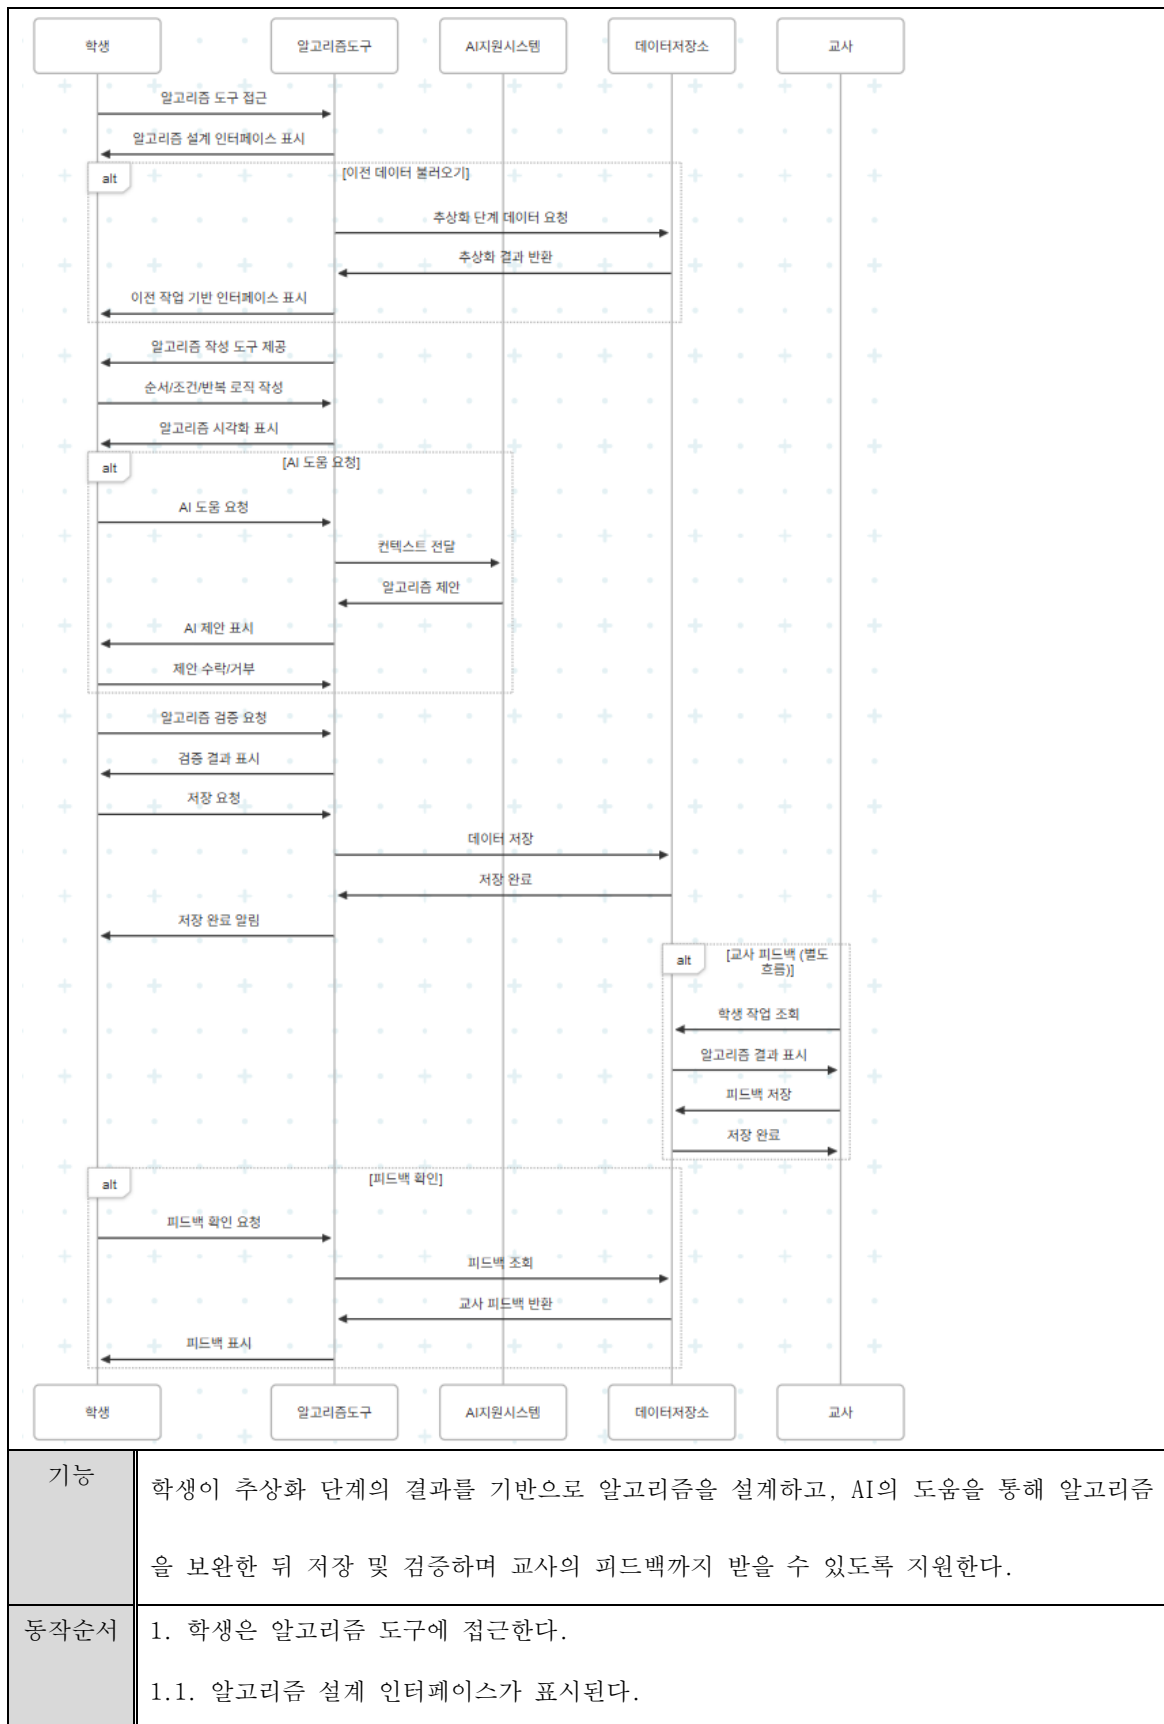 학생 알고리즘도구 AI지원시스템 데이터저장소 교사
알고리즘 도구 접근
알고리즘 설계 인터페이스 표시
alt [이전 데이터 불러오기]
추상화 단계 데이터 요청
추상화 결과 반환
이전 작업 기반 인터페이스 표시
알고리즘 작성 도구 제공
순서/조건/반복 로직 작성
알고리즘 시각화 표시
alt [AI 도움 요청]
AI 도움 요청
컨텍스트 전달
알고리즘 제안
AI 제안 표시
제안 수락/거부
알고리즘 검증 요청
검증 결과 표시
저장 요청
데이터 저장
저장 완료
저장 완료 알림
alt [교사 피드백 (별도
흐름)]
학생 작업 조회
알고리즘 결과 표시
피드백 저장
저장 완료
alt [피드백 확인]
피드백 확인 요청
피드백 조회
교사 피드백 반환
피드백 표시
학생 알고리즘도구 AI지원시스템 데이터저장소 교사
기능
학생이 추상화 단계의 결과를 기반으로 알고리즘을 설계하고, AI의 도움을 통해 알고리즘
을 보완한 뒤 저장 및 검증하며 교사의 피드백까지 받을 수 있도록 지원한다.
동작순서 1. 학생은 알고리즘 도구에 접근한다.
1.1. 알고리즘 설계 인터페이스가 표시된다.